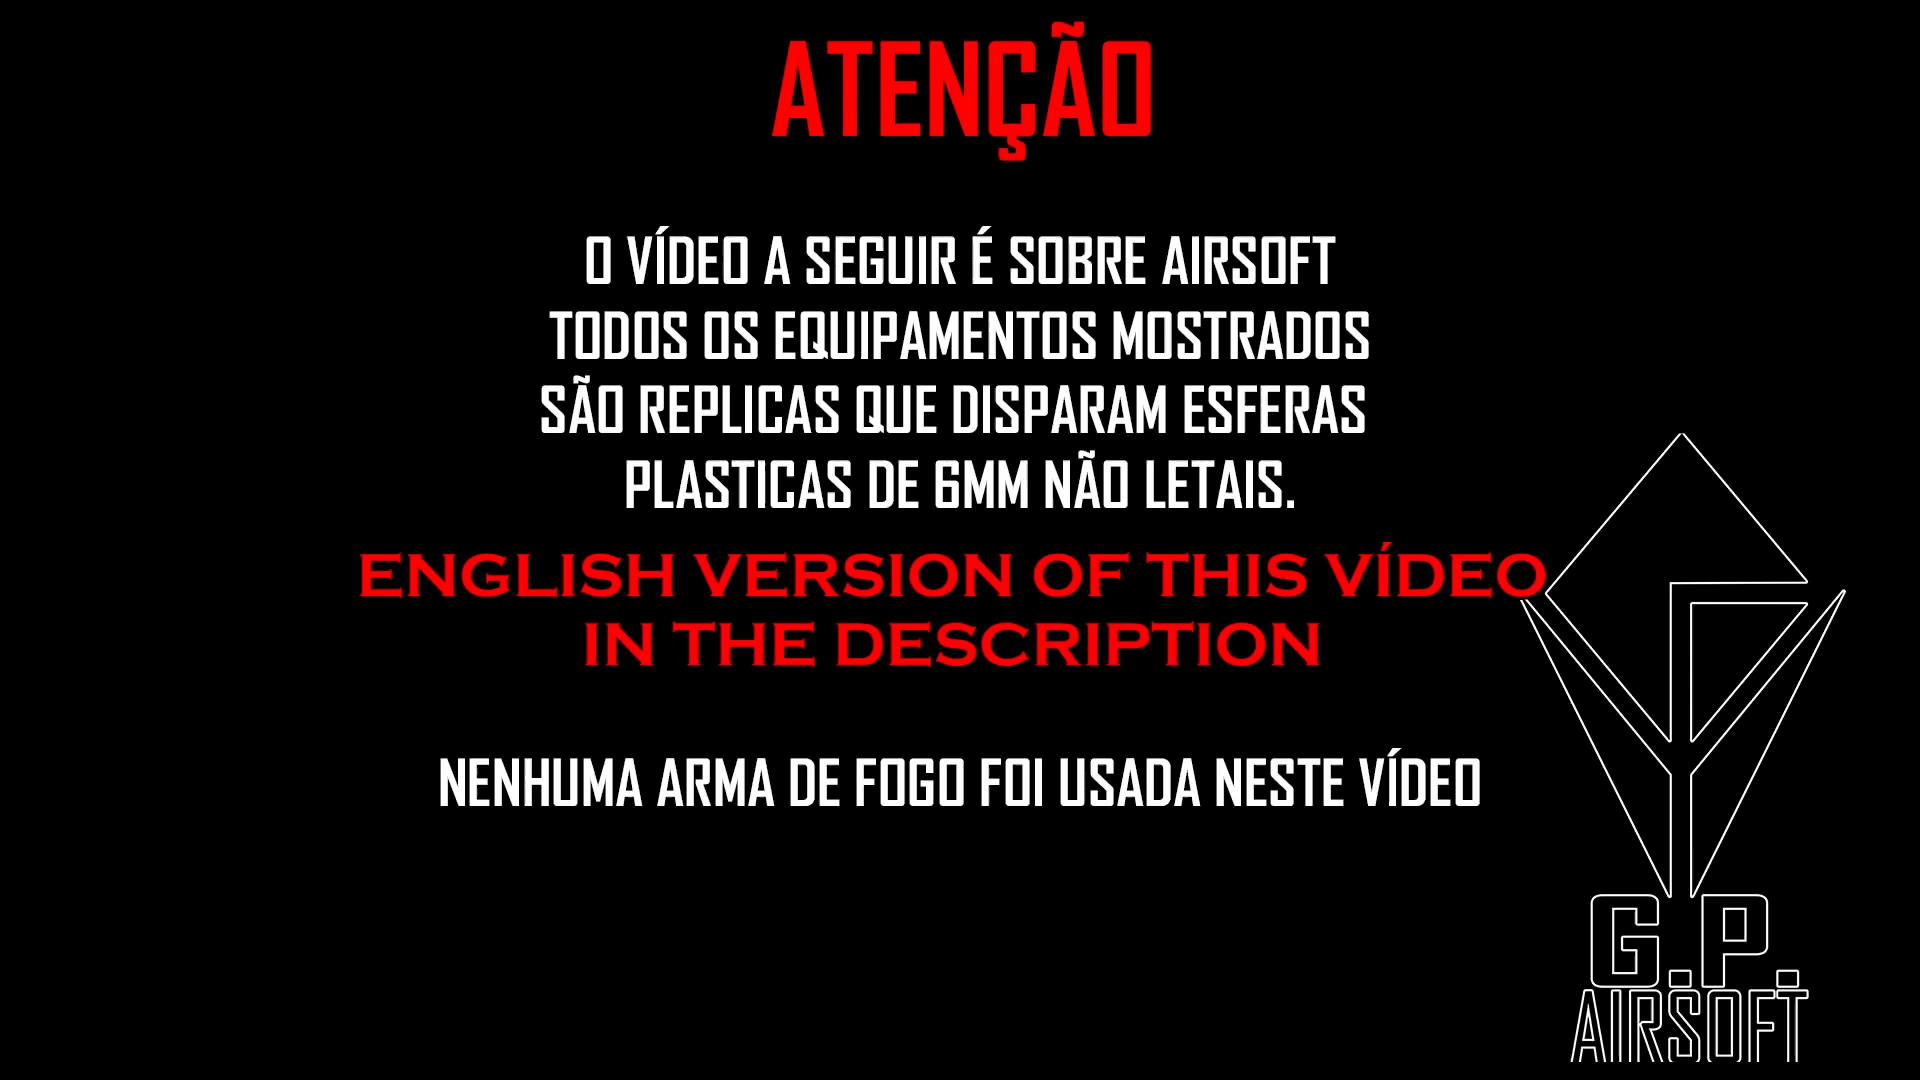 ATENÇÃO
O VÍDEO A SEGUIR É SOBRE AIRSOFT
TODOS OS EQUIPAMENTOS MOSTRADOS
SÃO REPLICAS QUE DISPARAM ESFERAS
PLASTICAS DE 6MM NÃO LETAIS.
ENGLISH VERSION OF THIS VÍDEO
IN THE DESCRIPTION
NENHUMA ARMA DE FOGO FOI USADA NESTE VÍDEO
G.P.
AIRSOFT